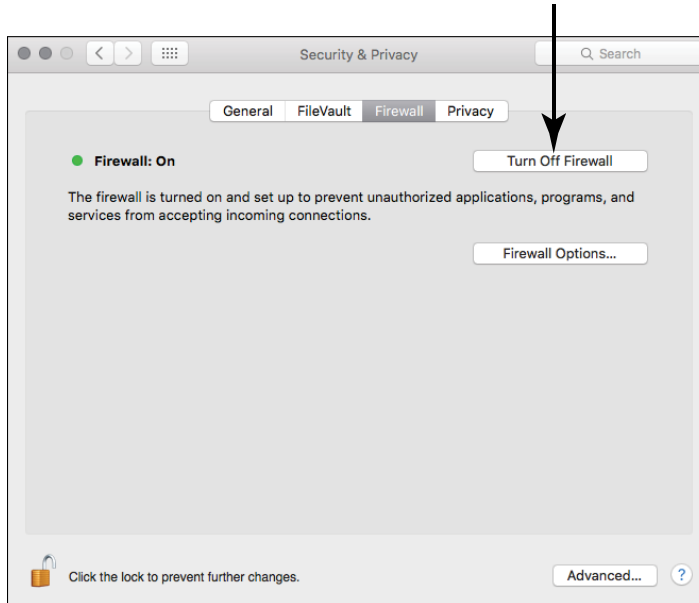 Security & Privacy
Search
General FileVault Firewall Privacy
Firewall: On
Turn Off Firewall
The firewall is turned on and set up to prevent unauthorized applications, programs, and
services from accepting incoming connections.
Firewall Options...
Click the lock to prevent further changes.
Advanced...
?